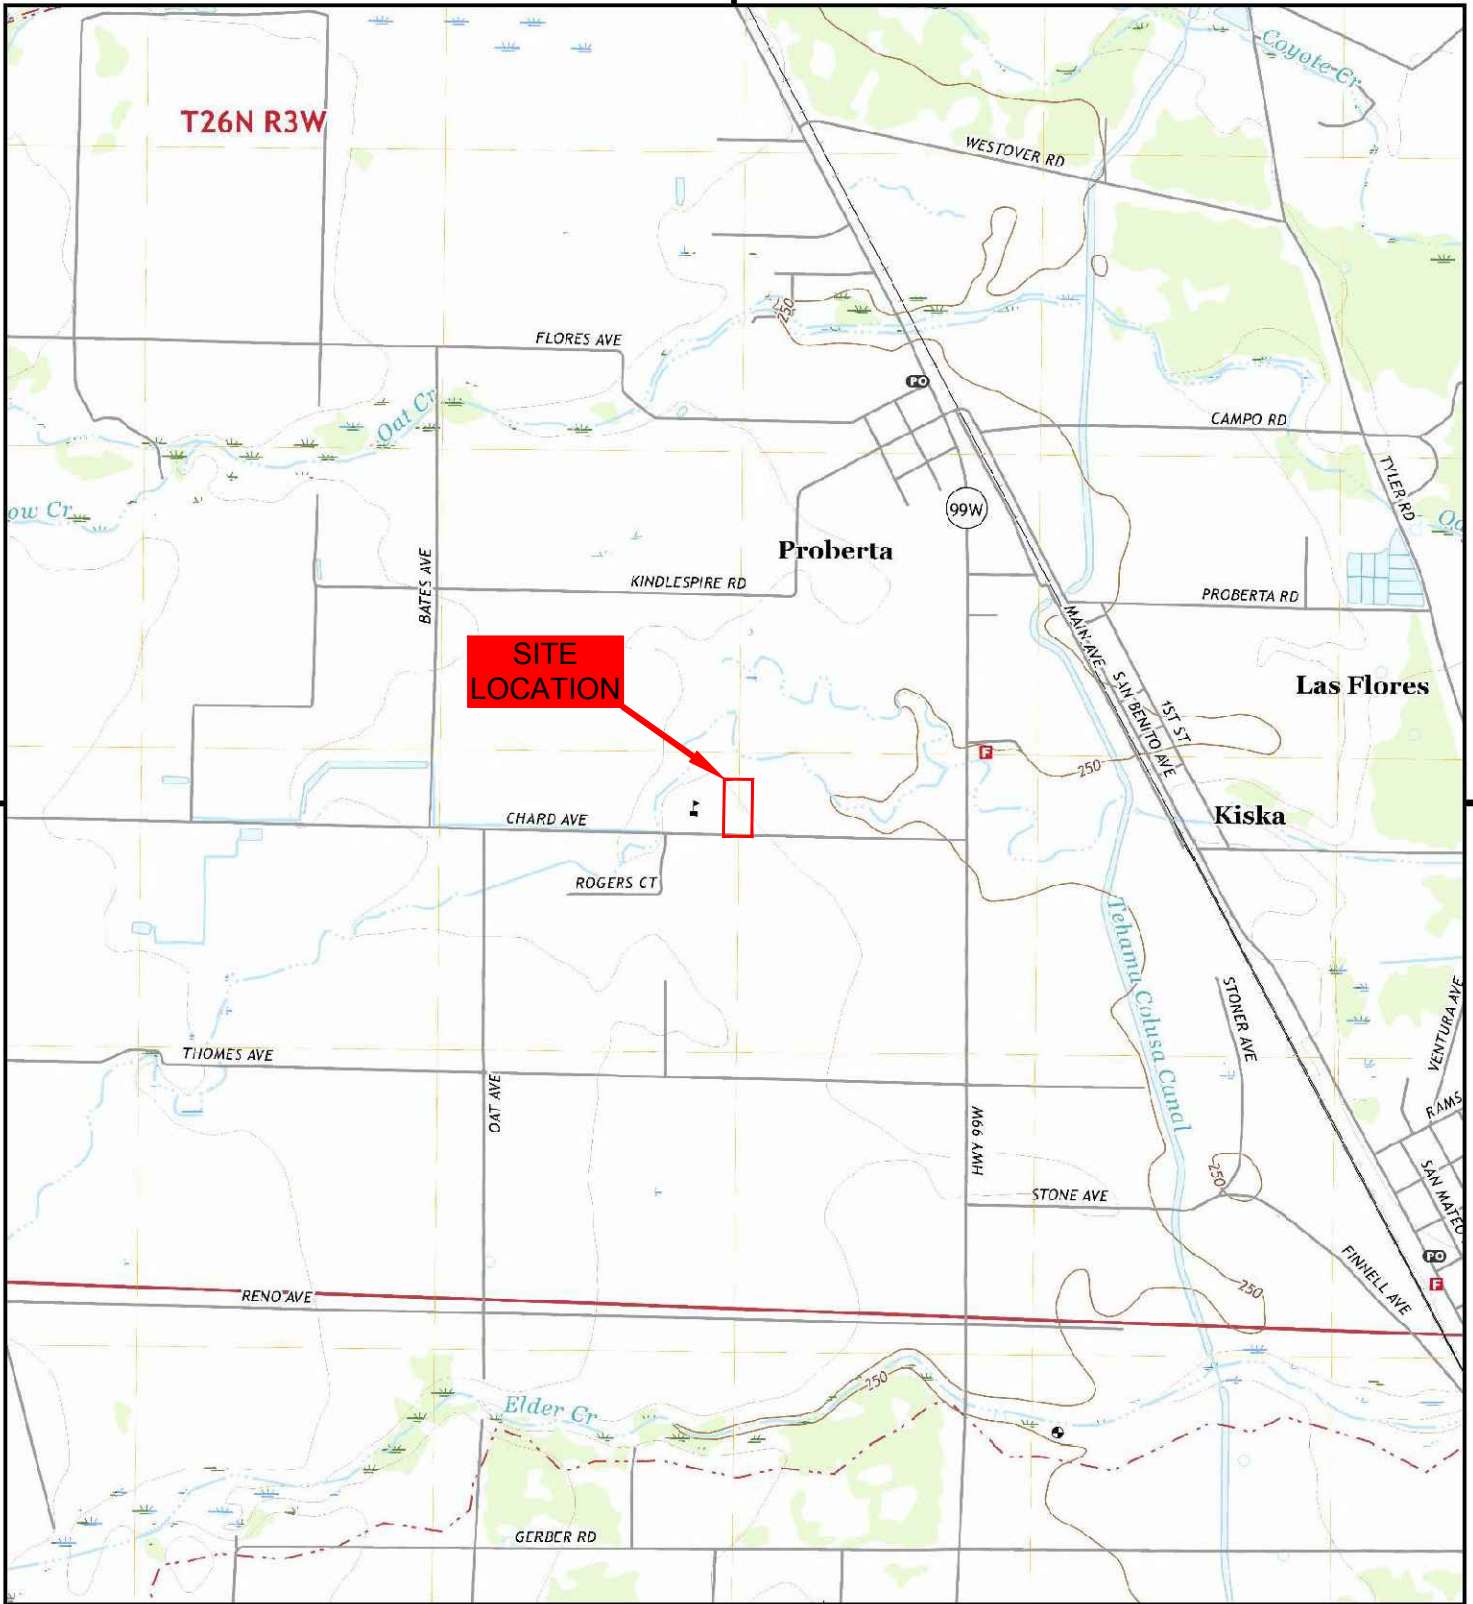 Coyote Cr
T26N R3W
WESTOVER RD
250
FLORES AVE
PO
Oat Cr
CAMPO RD
TYLER RD
ow Cr
99W
Oa
Proberta
BATES AVE
KINDLESPIRE RD
PROBERTA RD
MAIN AVE
SITE
LOCATION
SAN BENITO AVE
1ST ST
Las Flores
F
250
CHARD AVE
Kiska
ROGERS CT
Tehama Colusa Canal
STONER AVE
VENTURA AVE
THOMES AVE
OAT AVE
HWY 99W
RAMS
250
SAN MATEO
STONE AVE
FINNELL AVE
PO
F
RENO AVE
250
250
Elder Cr
GERBER RD